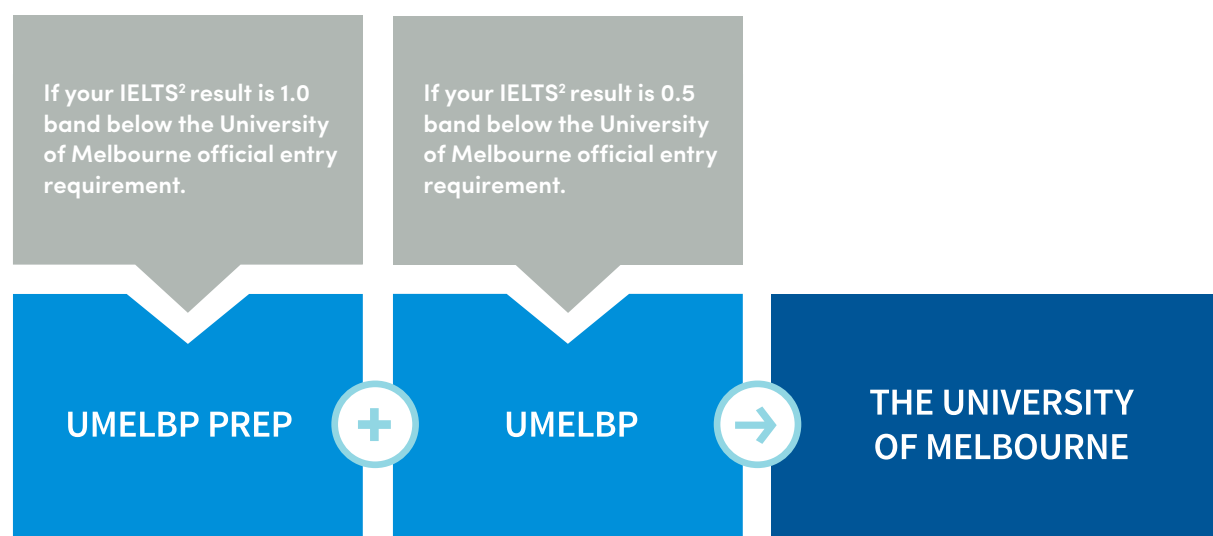 If your IELTS² result is 1.0
band below the University
of Melbourne official entry
requirement.
If your IELTS² result is 0.5
band below the University
of Melbourne official entry
requirement.
UMELBP PREP
+
UMELBP
→
THE UNIVERSITY
OF MELBOURNE